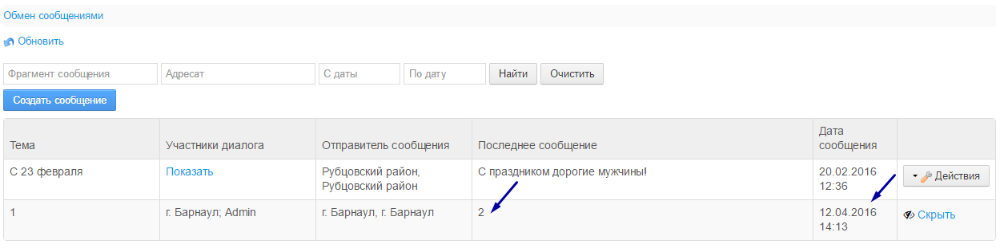 Обмен сообщениями
Обновить
Фрагмент сообщения Адресат С даты По дату Найти Очистить
Создать сообщение
Тема Участники диалога Отправитель сообщения Последнее сообщение Дата сообщения
С 23 февраля Показать Рубцовский район, С праздником дорогие мужчины! 20.02.2016 Действия
Рубцовский район 12:36
1 г. Барнаул; Admin г. Барнаул, г. Барнаул 2 12.04.2016 Скрыть
14:13